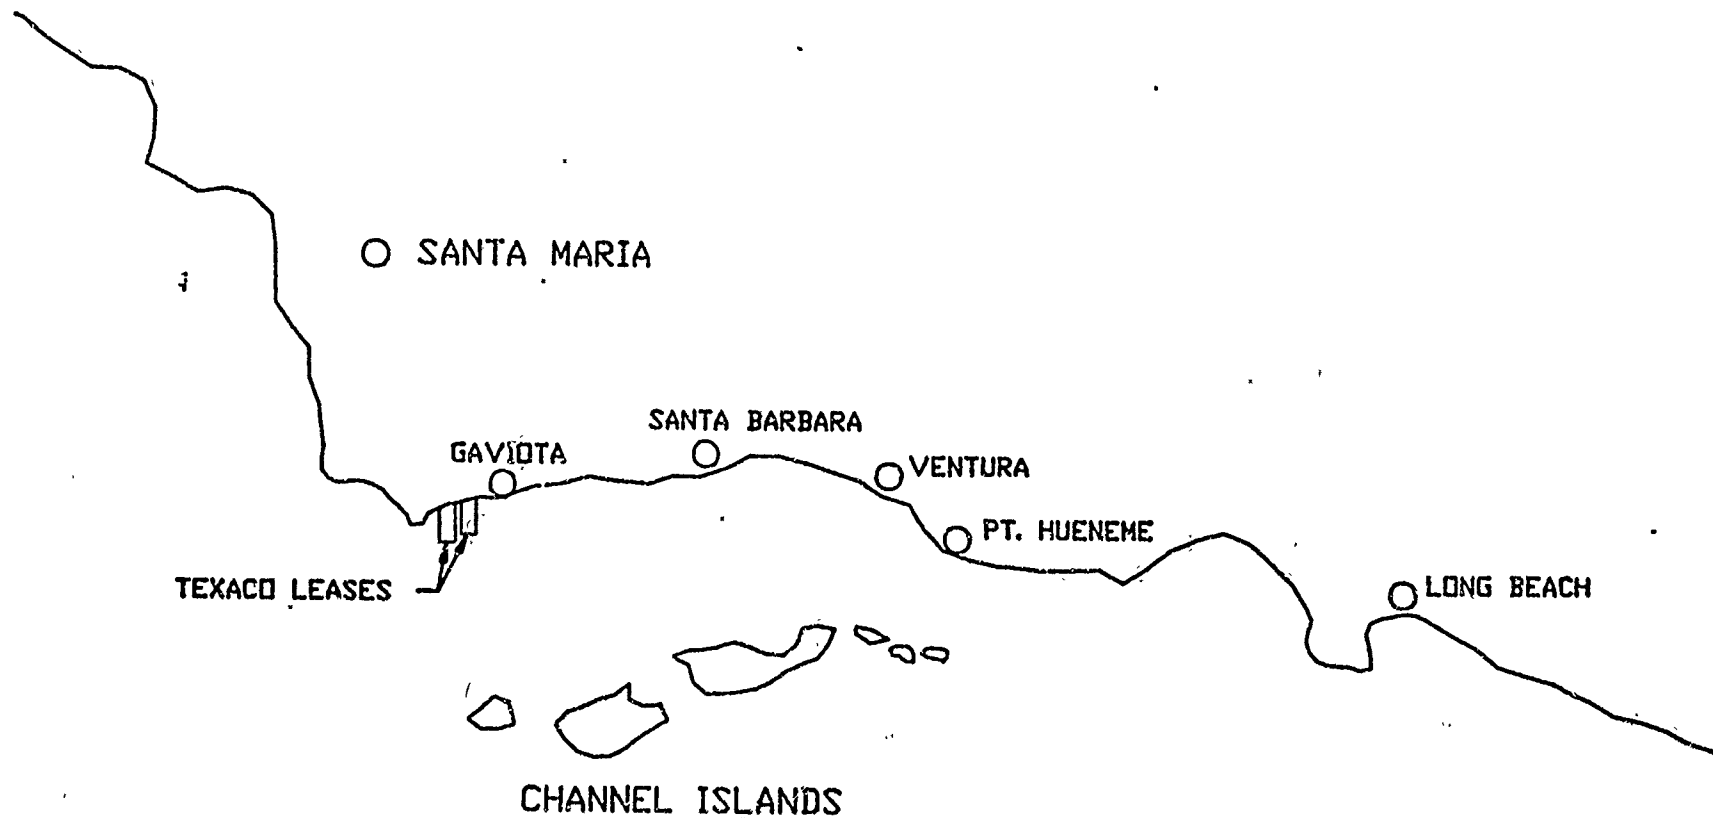 SANTA MARIA
SANTA BARBARA
GAVIOTA
VENTURA
PT. HUENEME
TEXACO LEASES
LONG BEACH
CHANNEL ISLANDS